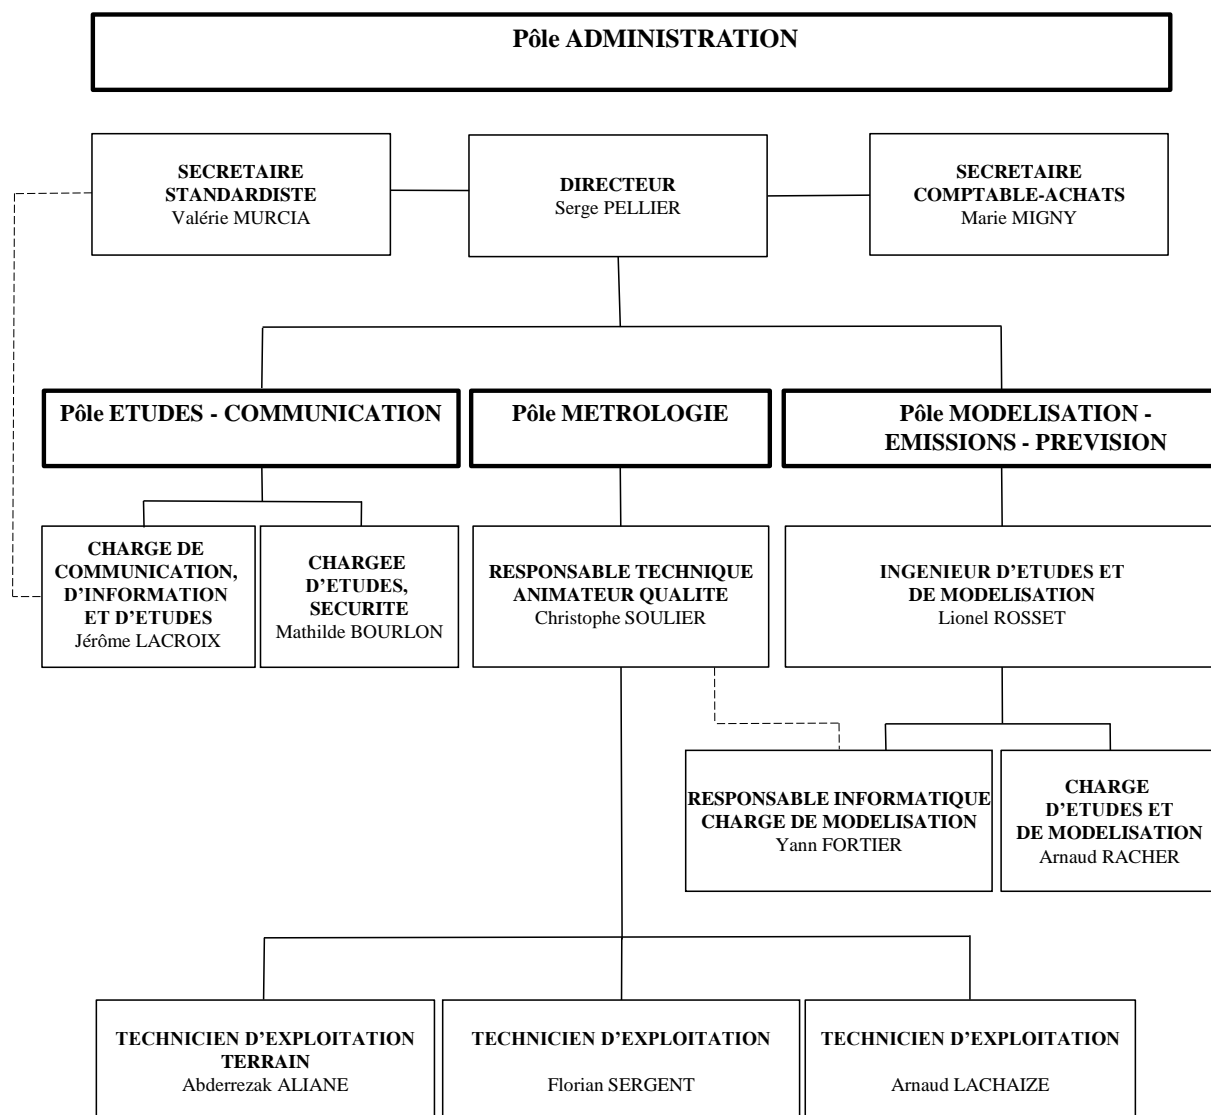 Pôle ADMINISTRATION
SECRETAIRE
STANDARDISTE
Valérie MURCIA
DIRECTEUR
Serge PELLIER
SECRETAIRE
COMPTABLE-ACHATS
Marie MIGNY
Pôle ETUDES - COMMUNICATION
Pôle METROLOGIE
Pôle MODELISATION -
EMISSIONS - PREVISION
CHARGE DE
COMMUNICATION,
D’INFORMATION
ET D’ETUDES
Jérôme LACROIX
CHARGEE
D’ETUDES,
SECURITE
Mathilde BOURLON
RESPONSABLE TECHNIQUE
ANIMATEUR QUALITE
Christophe SOULIER
INGENIEUR D’ETUDES ET
DE MODELISATION
Lionel ROSSET
RESPONSABLE INFORMATIQUE
CHARGE DE MODELISATION
Yann FORTIER
CHARGE
D’ETUDES ET
DE MODELISATION
Arnaud RACHER
TECHNICIEN D’EXPLOITATION
TERRAIN
Abderrezak ALIANE
TECHNICIEN D’EXPLOITATION
Florian SERGENT
TECHNICIEN D’EXPLOITATION
Arnaud LACHAIZE